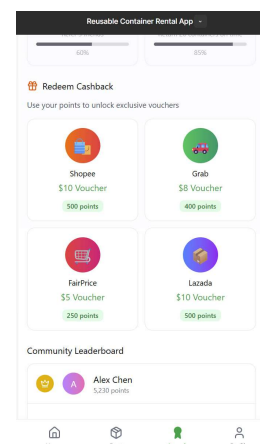 Reusable Container Rental App
60%
85%
Redeem Cashback
Use your points to unlock exclusive vouchers
Shopee
$10 Voucher
500 points
Grab
$8 Voucher
400 points
FairPrice
$5 Voucher
250 points
Lazada
$10 Voucher
500 points
Community Leaderboard
A
Alex Chen
5,230 points